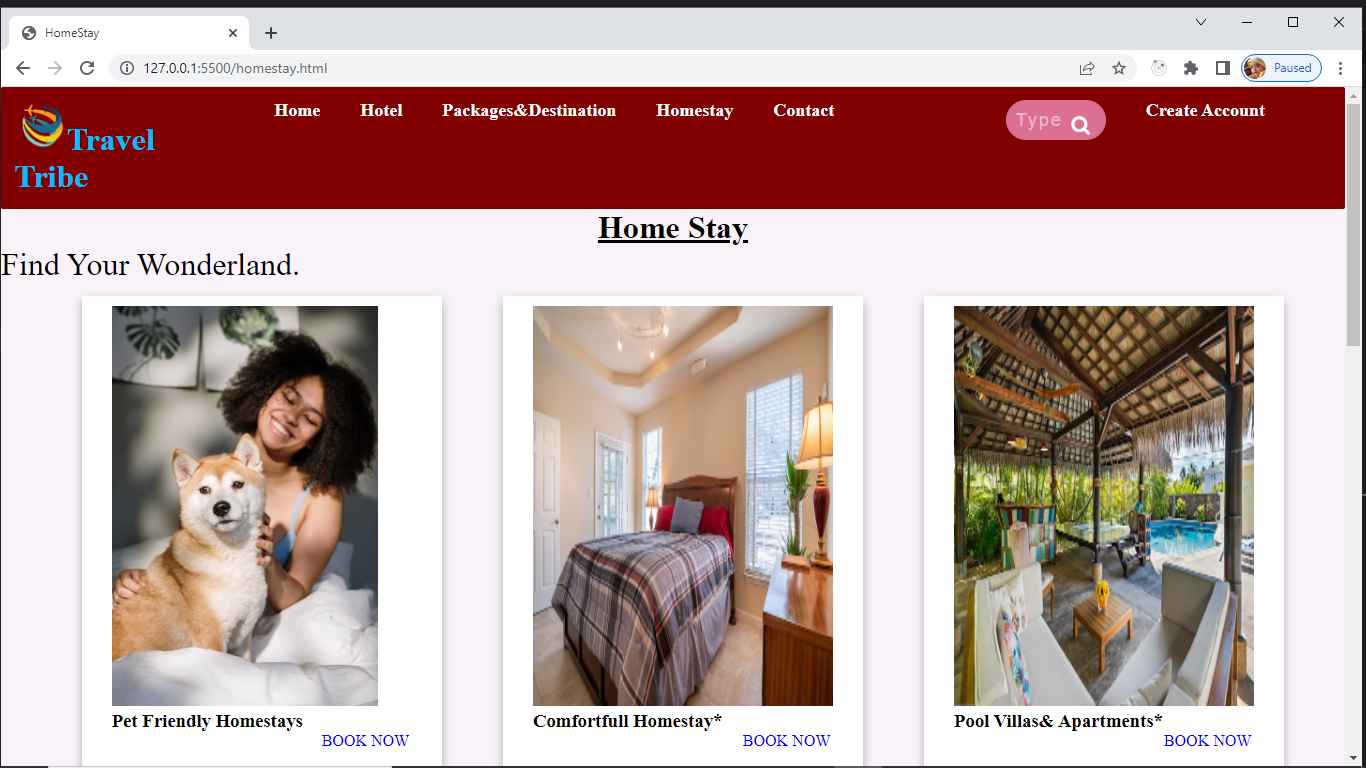 HomeStay
127.0.0.1:5500/homestay.html
Paused
Travel
Tribe
Home Hotel Packages&Destination Homestay Contact
Type
Create Account
Home Stay
Find Your Wonderland.
Pet Friendly Homestays
BOOK NOW
Comfortfull Homestay*
BOOK NOW
Pool Villas& Apartments*
BOOK NOW